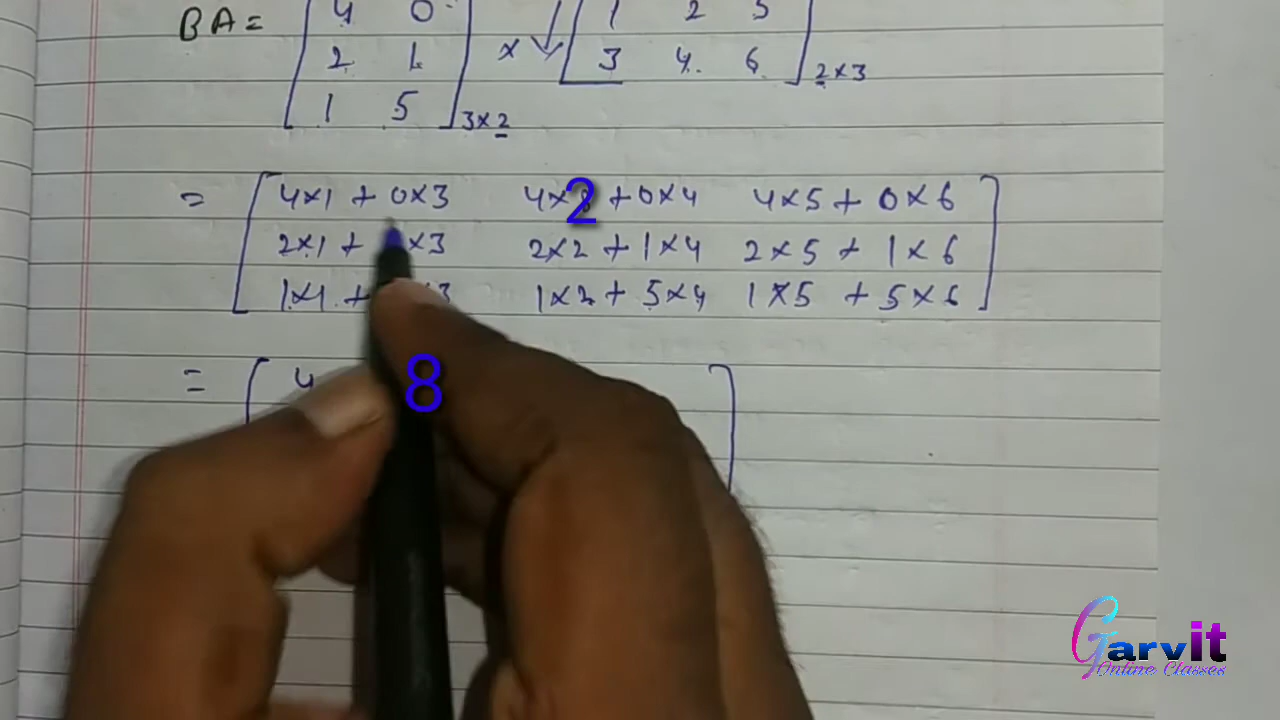 BA = [ 4 0 ] × [ 1 2 5 ]
2 1 3 4 6 2×3
1 5 3×2
= [ 4×1 + 0×3 4×2 + 0×4 4×5 + 0×6 ]
2×1 + ×3 2×2 + 1×4 2×5 + 1×6
1×1 + 3 1×2 + 5×4 1×5 + 5×6
= [ 4 8 ]
Garvit
Online Classes